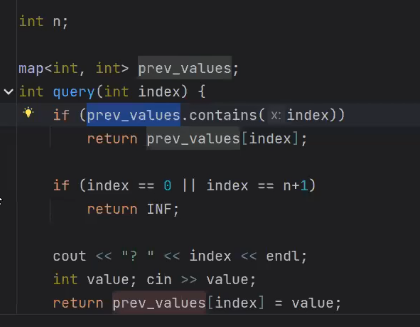 int n;
map<int, int> prev_values;
int query(int index) {
if (prev_values.contains( x: index))
return prev_values[index];
if (index == 0 || index == n+1)
return INF;
cout << "? " << index << endl;
int value; cin >> value;
return prev_values[index] = value;